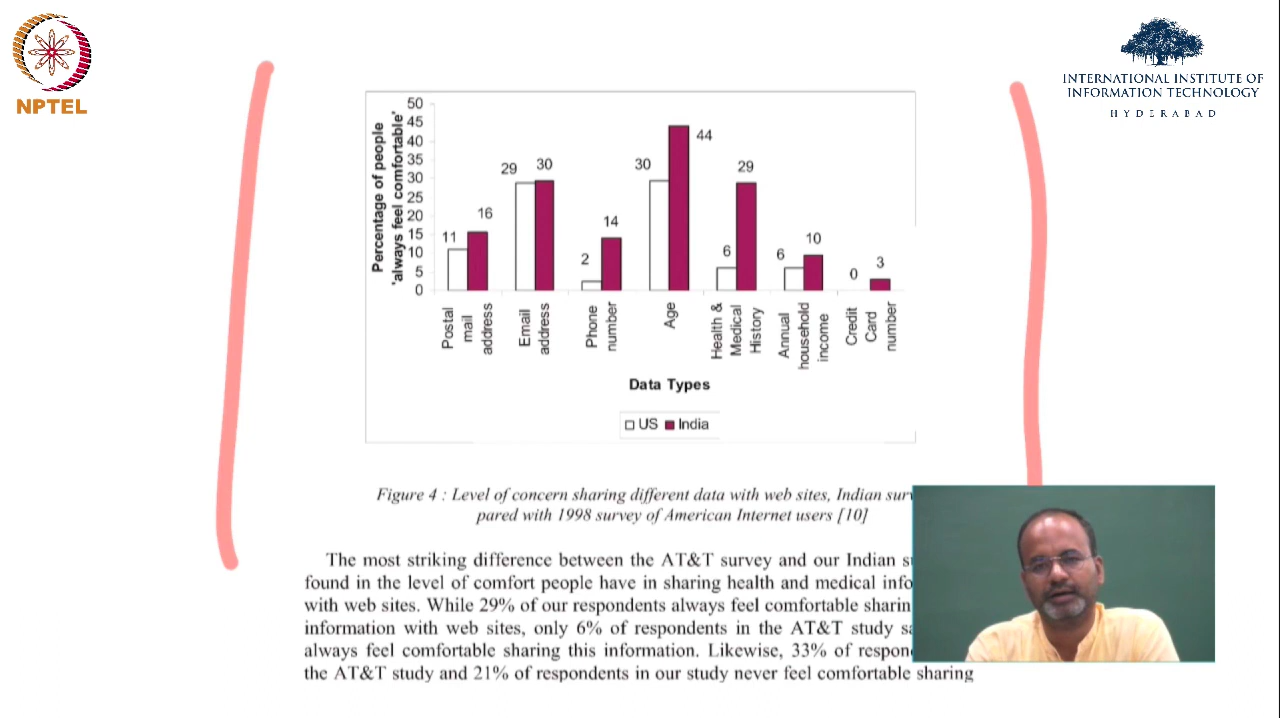 NPTEL
INTERNATIONAL INSTITUTE OF
INFORMATION TECHNOLOGY
HYDERABAD
Percentage of people
'always feel comfortable'
50
45
40
35
30
25
20
15
10
5
0
11
16
29
30
2
14
30
44
6
29
6
10
0
3
Postal
mail
address
Email
address
Phone
number
Age
Health &
Medical
History
Annual
household
income
Credit
Card
number
Data Types
US India
Figure 4 : Level of concern sharing different data with web sites, Indian
pared with 1998 survey of American Internet users [10]
The most striking difference between the AT&T survey and our Indian
found in the level of comfort people have in sharing health and medical
with web sites. While 29% of our respondents always feel comfortable
information with web sites, only 6% of respondents in the AT&T study
always feel comfortable sharing this information. Likewise, 33% of
the AT&T study and 21% of respondents in our study never feel comfortable sharing